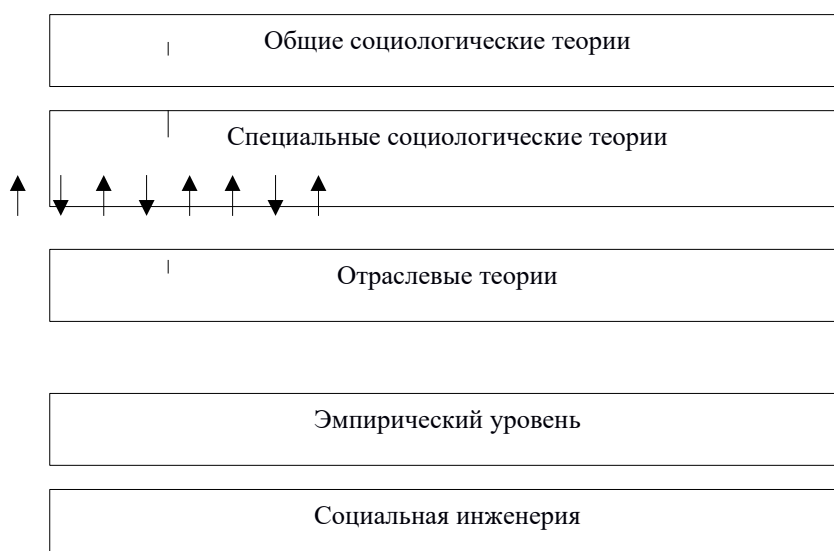 Общие социологические теории
Специальные социологические теории
Отраслевые теории
Эмпирический уровень
Социальная инженерия